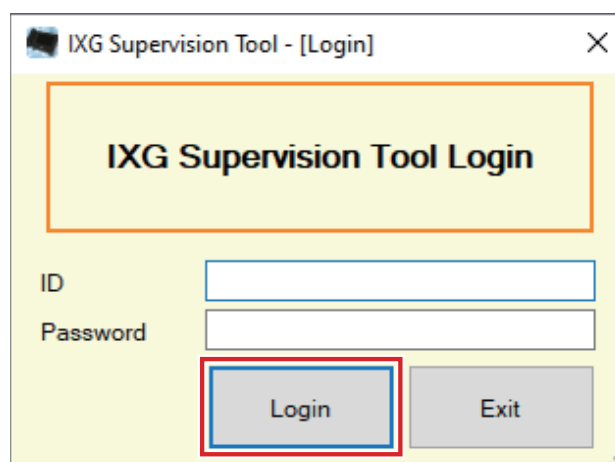 IXG Supervision Tool - [Login]
IXG Supervision Tool Login
ID
Password
Login Exit